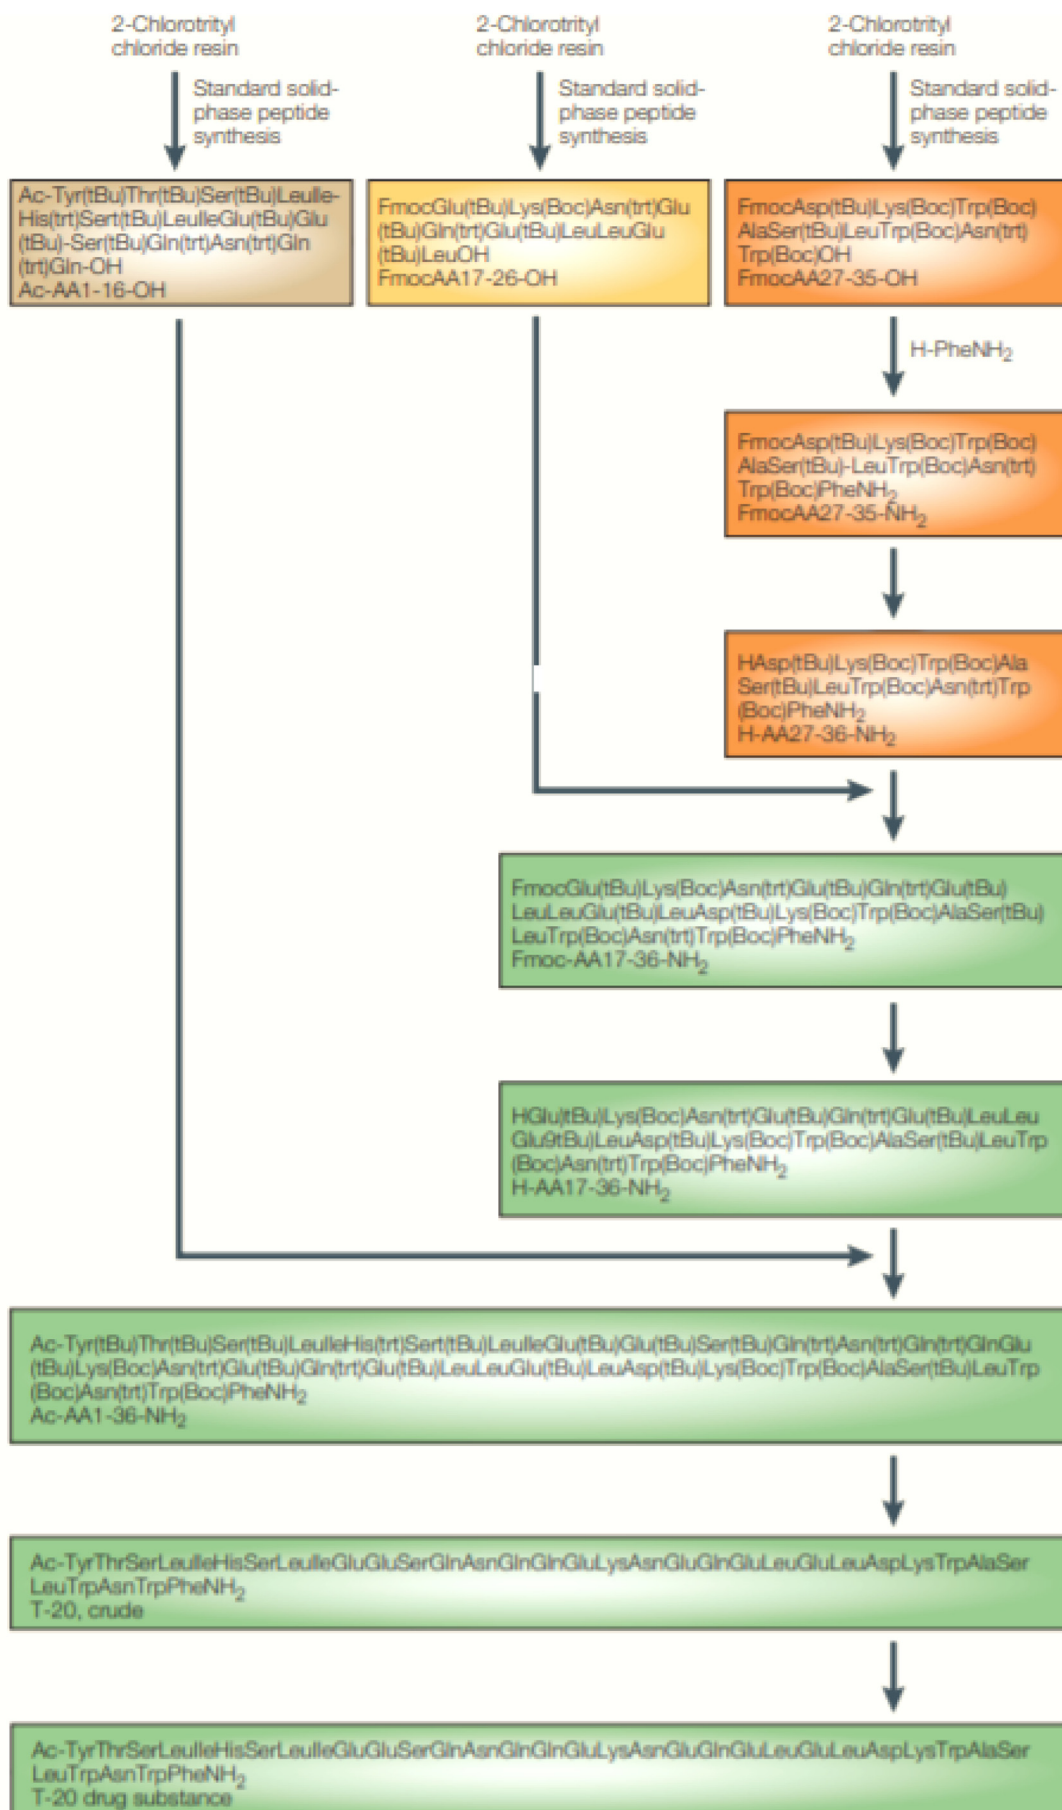 2-Chlorotrityl
chloride resin
2-Chlorotrityl
chloride resin
2-Chlorotrityl
chloride resin
Standard solid-
phase peptide
synthesis
Standard solid-
phase peptide
synthesis
Standard solid-
phase peptide
synthesis
Ac-Tyr(tBu)Thr(tBu)Ser(tBu)LeuIle-
His(trt)Sert(tBu)LeuIleGlu(tBu)Glu
(tBu)-Ser(tBu)Gln(trt)Asn(trt)Gln
(trt)Gln-OH
Ac-AA1-16-OH
FmocGlu(tBu)Lys(Boc)Asn(trt)Glu
(tBu)Gln(trt)Glu(tBu)LeuLeuGlu
(tBu)LeuOH
FmocAA17-26-OH
FmocAsp(tBu)Lys(Boc)Trp(Boc)
AlaSer(tBu)LeuTrp(Boc)Asn(trt)
Trp(Boc)OH
FmocAA27-35-OH
H-PheNH₂
FmocAsp(tBu)Lys(Boc)Trp(Boc)
AlaSer(tBu)-LeuTrp(Boc)Asn(trt)
Trp(Boc)PheNH₂
FmocAA27-35-NH₂
HAsp(tBu)Lys(Boc)Trp(Boc)Ala
Ser(tBu)LeuTrp(Boc)Asn(trt)Trp
(Boc)PheNH₂
H-AA27-36-NH₂
FmocGlu(tBu)Lys(Boc)Asn(trt)Glu(tBu)Gln(trt)Glu(tBu)
LeuLeuGlu(tBu)LeuAsp(tBu)Lys(Boc)Trp(Boc)AlaSer(tBu)
LeuTrp(Boc)Asn(trt)Trp(Boc)PheNH₂
Fmoc-AA17-36-NH₂
HGlu)tBu)Lys(Boc)Asn(trt)Glu(tBu)Gln(trt)Glu(tBu)LeuLeu
Glu9tBu)LeuAsp(tBu)Lys(Boc)Trp(Boc)AlaSer(tBu)LeuTrp
(Boc)Asn(trt)Trp(Boc)PheNH₂
H-AA17-36-NH₂
Ac-Tyr(tBu)Thr(tBu)Ser(tBu)LeuIleHis(trt)Sert(tBu)LeuIleGlu(tBu)Glu(tBu)Ser(tBu)Gln(trt)Asn(trt)Gln(trt)GlnGlu
(tBu)Lys(Boc)Asn(trt)Glu(tBu)Gln(trt)Glu(tBu)LeuLeuGlu(tBu)LeuAsp(tBu)Lys(Boc)Trp(Boc)AlaSer(tBu)LeuTrp
(Boc)Asn(trt)Trp(Boc)PheNH₂
Ac-AA1-36-NH₂
Ac-TyrThrSerLeuIleHisSerLeuIleGluGluSerGlnAsnGlnGlnGluLysAsnGluGlnGluLeuGluLeuAspLysTrpAlaSer
LeuTrpAsnTrpPheNH₂
T-20, crude
Ac-TyrThrSerLeuIleHisSerLeuIleGluGluSerGlnAsnGlnGlnGluLysAsnGluGlnGluLeuGluLeuAspLysTrpAlaSer
LeuTrpAsnTrpPheNH₂
T-20 drug substance